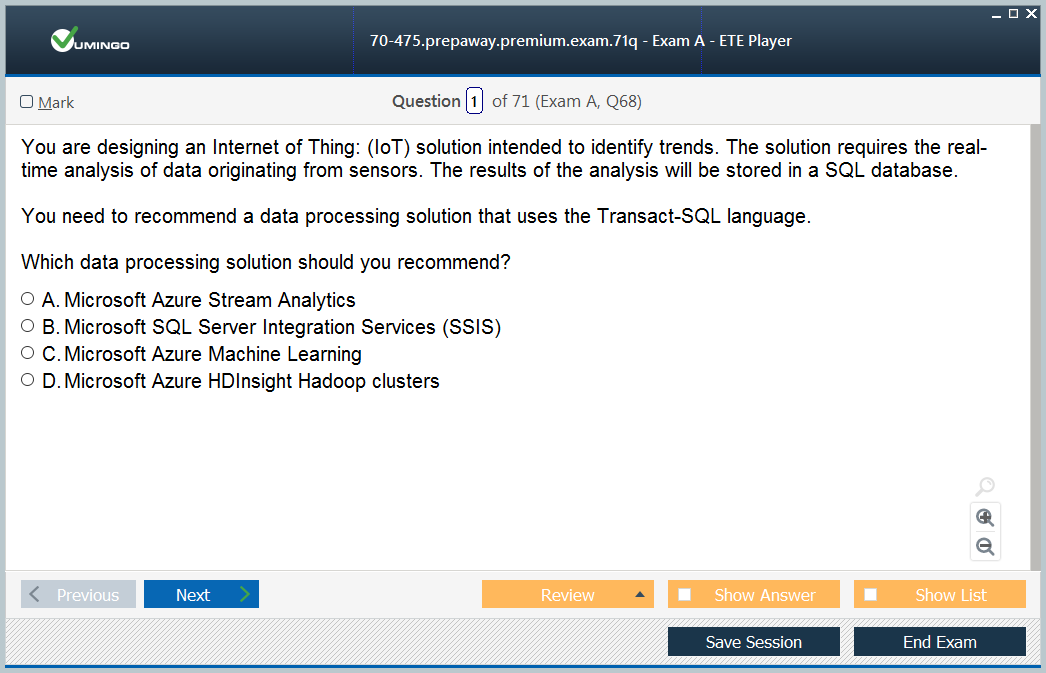 UMINGO
70-475.prepaway.premium.exam.71q - Exam A - ETE Player
Mark
Question 1 of 71 (Exam A, Q68)
You are designing an Internet of Thing: (IoT) solution intended to identify trends. The solution requires the real-
time analysis of data originating from sensors. The results of the analysis will be stored in a SQL database.
You need to recommend a data processing solution that uses the Transact-SQL language.
Which data processing solution should you recommend?
A. Microsoft Azure Stream Analytics
B. Microsoft SQL Server Integration Services (SSIS)
C. Microsoft Azure Machine Learning
D. Microsoft Azure HDInsight Hadoop clusters
Previous
Next
Review
Show Answer
Show List
Save Session
End Exam